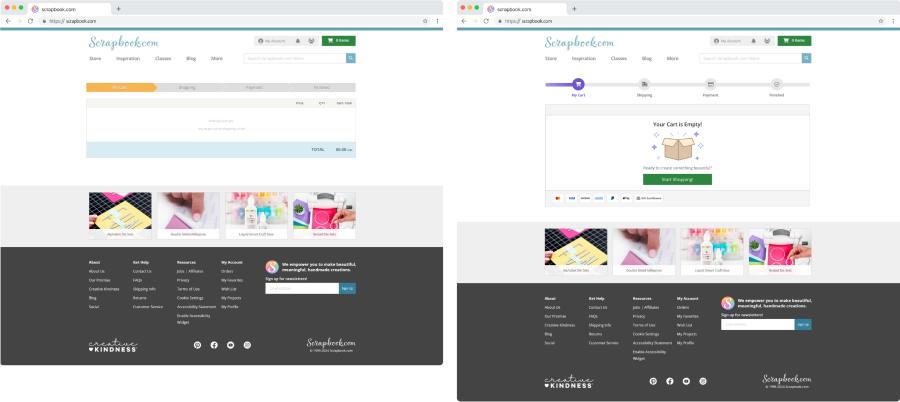 scrapbook.com
https:// scrapbook.com
Scrapbook.com
My Account
0 Items
Store Inspiration Classes Blog More
Search Scrapbook.com Store
My Cart Shipping Payment Finished
Price QTY Item Total
TOTAL $0.00
Alphabet Die Sets
Double Sided Adhesive
Liquid Smart Craft Glue
Nested Die Sets
About
About Us
Our Promise
Creative Kindness
Blog
Social
Get Help
Contact Us
FAQs
Shipping Info
Returns
Customer Service
Resources
Jobs | Affiliates
Privacy
Terms of Use
Cookie Settings
Accessibility Statement
Enable Accessibility
Widget
My Account
Orders
My Favorites
Wish List
My Projects
My Profile
We empower you to make beautiful,
meaningful, handmade creations.
Sign up for newsletters!
Sign Up
creative
KINDNESS
Scrapbook.com
© 1999-2024 Scrapbook.com
scrapbook.com
https:// scrapbook.com
Scrapbook.com
My Account
0 Items
Store Inspiration Classes Blog More
Search Scrapbook.com Store
My Cart Shipping Payment Finished
Your Cart is Empty!
Ready to create something beautiful?
Start Shopping!
VISA
Pay
Gift Certificates
Alphabet Die Sets
Double Sided Adhesive
Liquid Smart Craft Glue
Nested Die Sets
About
About Us
Our Promise
Creative Kindness
Blog
Social
Get Help
Contact Us
FAQs
Shipping Info
Returns
Customer Service
Resources
Jobs | Affiliates
Privacy
Terms of Use
Cookie Settings
Accessibility Statement
Enable Accessibility
Widget
My Account
Orders
My Favorites
Wish List
My Projects
My Profile
We empower you to make beautiful,
meaningful, handmade creations.
Sign up for newsletters!
Sign Up
creative
KINDNESS
Scrapbook.com
© 1999-2024 Scrapbook.com